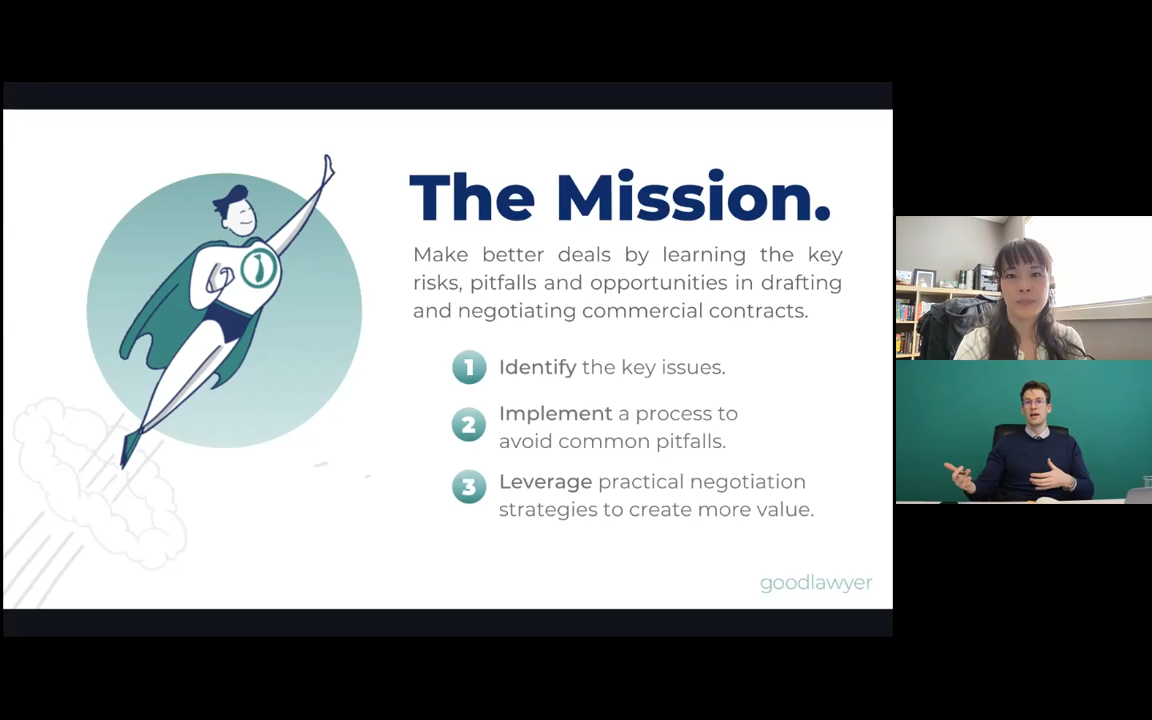 The Mission.
Make better deals by learning the key
risks, pitfalls and opportunities in drafting
and negotiating commercial contracts.
1 Identify the key issues.
2 Implement a process to
avoid common pitfalls.
3 Leverage practical negotiation
strategies to create more value.
goodlawyer